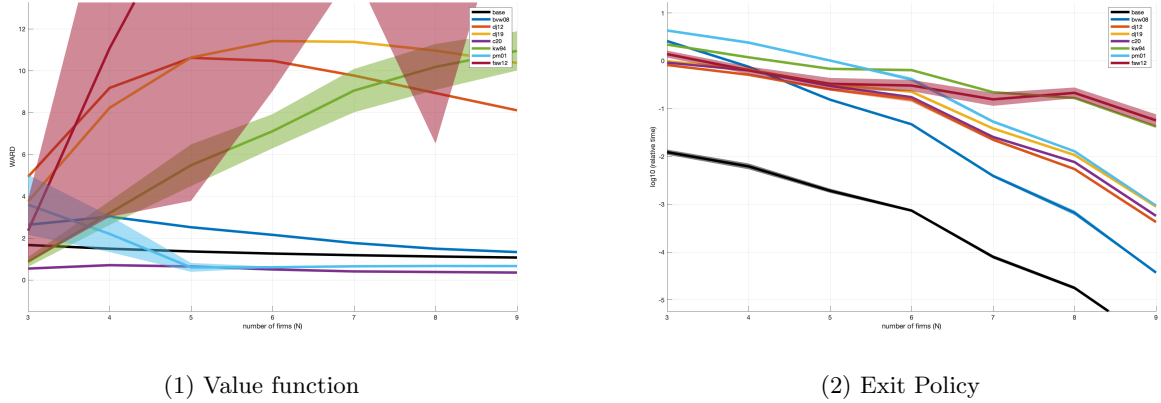 base
bvw08
dj12
dj19
c20
kw94
pm01
fsw12
12
10
8
6
4
2
0
WARD
3
4
5
6
7
8
9
number of firms (N)
(1) Value function
base
bvw08
dj12
dj19
c20
kw94
pm01
fsw12
1
0
-1
-2
-3
-4
-5
log10 (relative time)
3
4
5
6
7
8
9
number of firms (N)
(2) Exit Policy